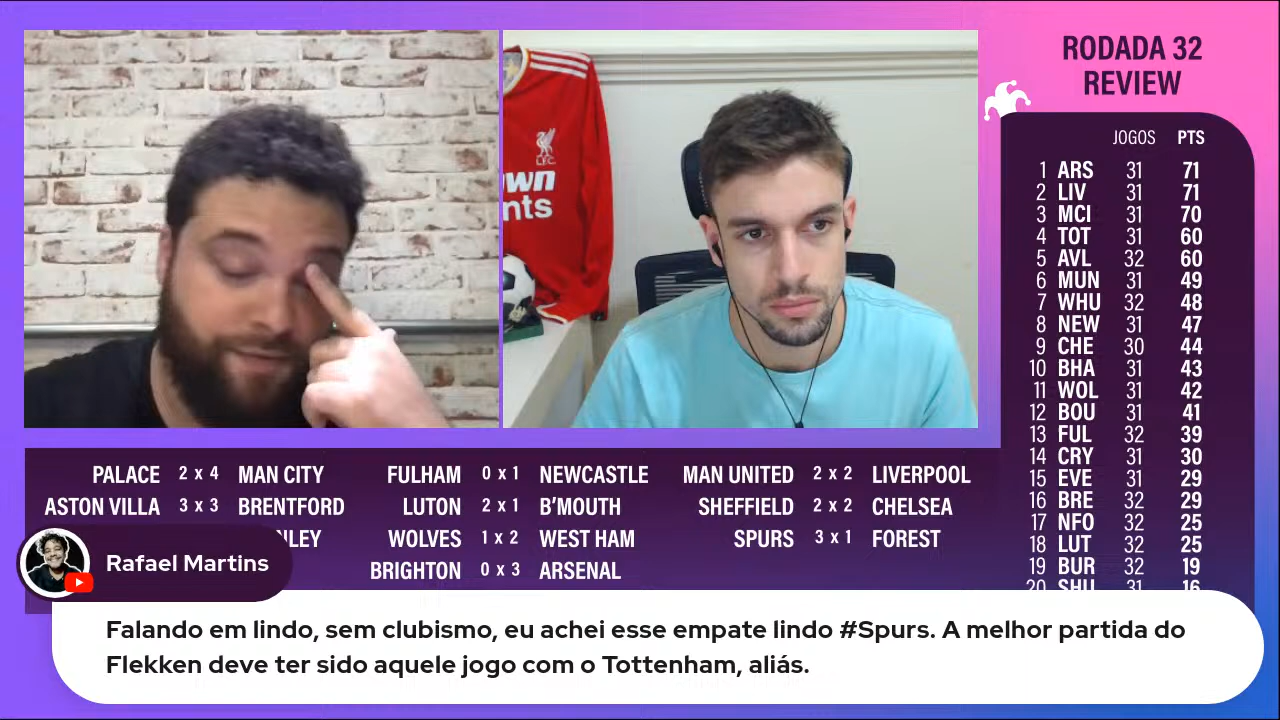 RODADA 32
REVIEW
L.F.C.
wn
nts
JOGOS PTS
1 ARS 31 71
2 LIV 31 71
3 MCI 31 70
4 TOT 31 60
5 AVL 32 60
6 MUN 31 49
7 WHU 32 48
8 NEW 31 47
9 CHE 30 44
10 BHA 31 43
11 WOL 31 42
12 BOU 31 41
13 FUL 32 39
14 CRY 31 30
15 EVE 31 29
16 BRE 32 29
17 NFO 32 25
18 LUT 32 25
19 BUR 32 19
20 SHU 31 16
PALACE 2 x 4 MAN CITY FULHAM 0 x 1 NEWCASTLE MAN UNITED 2 x 2 LIVERPOOL
ASTON VILLA 3 x 3 BRENTFORD LUTON 2 x 1 B'MOUTH SHEFFIELD 2 x 2 CHELSEA
NLEY WOLVES 1 x 2 WEST HAM SPURS 3 x 1 FOREST
BRIGHTON 0 x 3 ARSENAL
Rafael Martins
Falando em lindo, sem clubismo, eu achei esse empate lindo #Spurs. A melhor partida do
Flekken deve ter sido aquele jogo com o Tottenham, aliás.